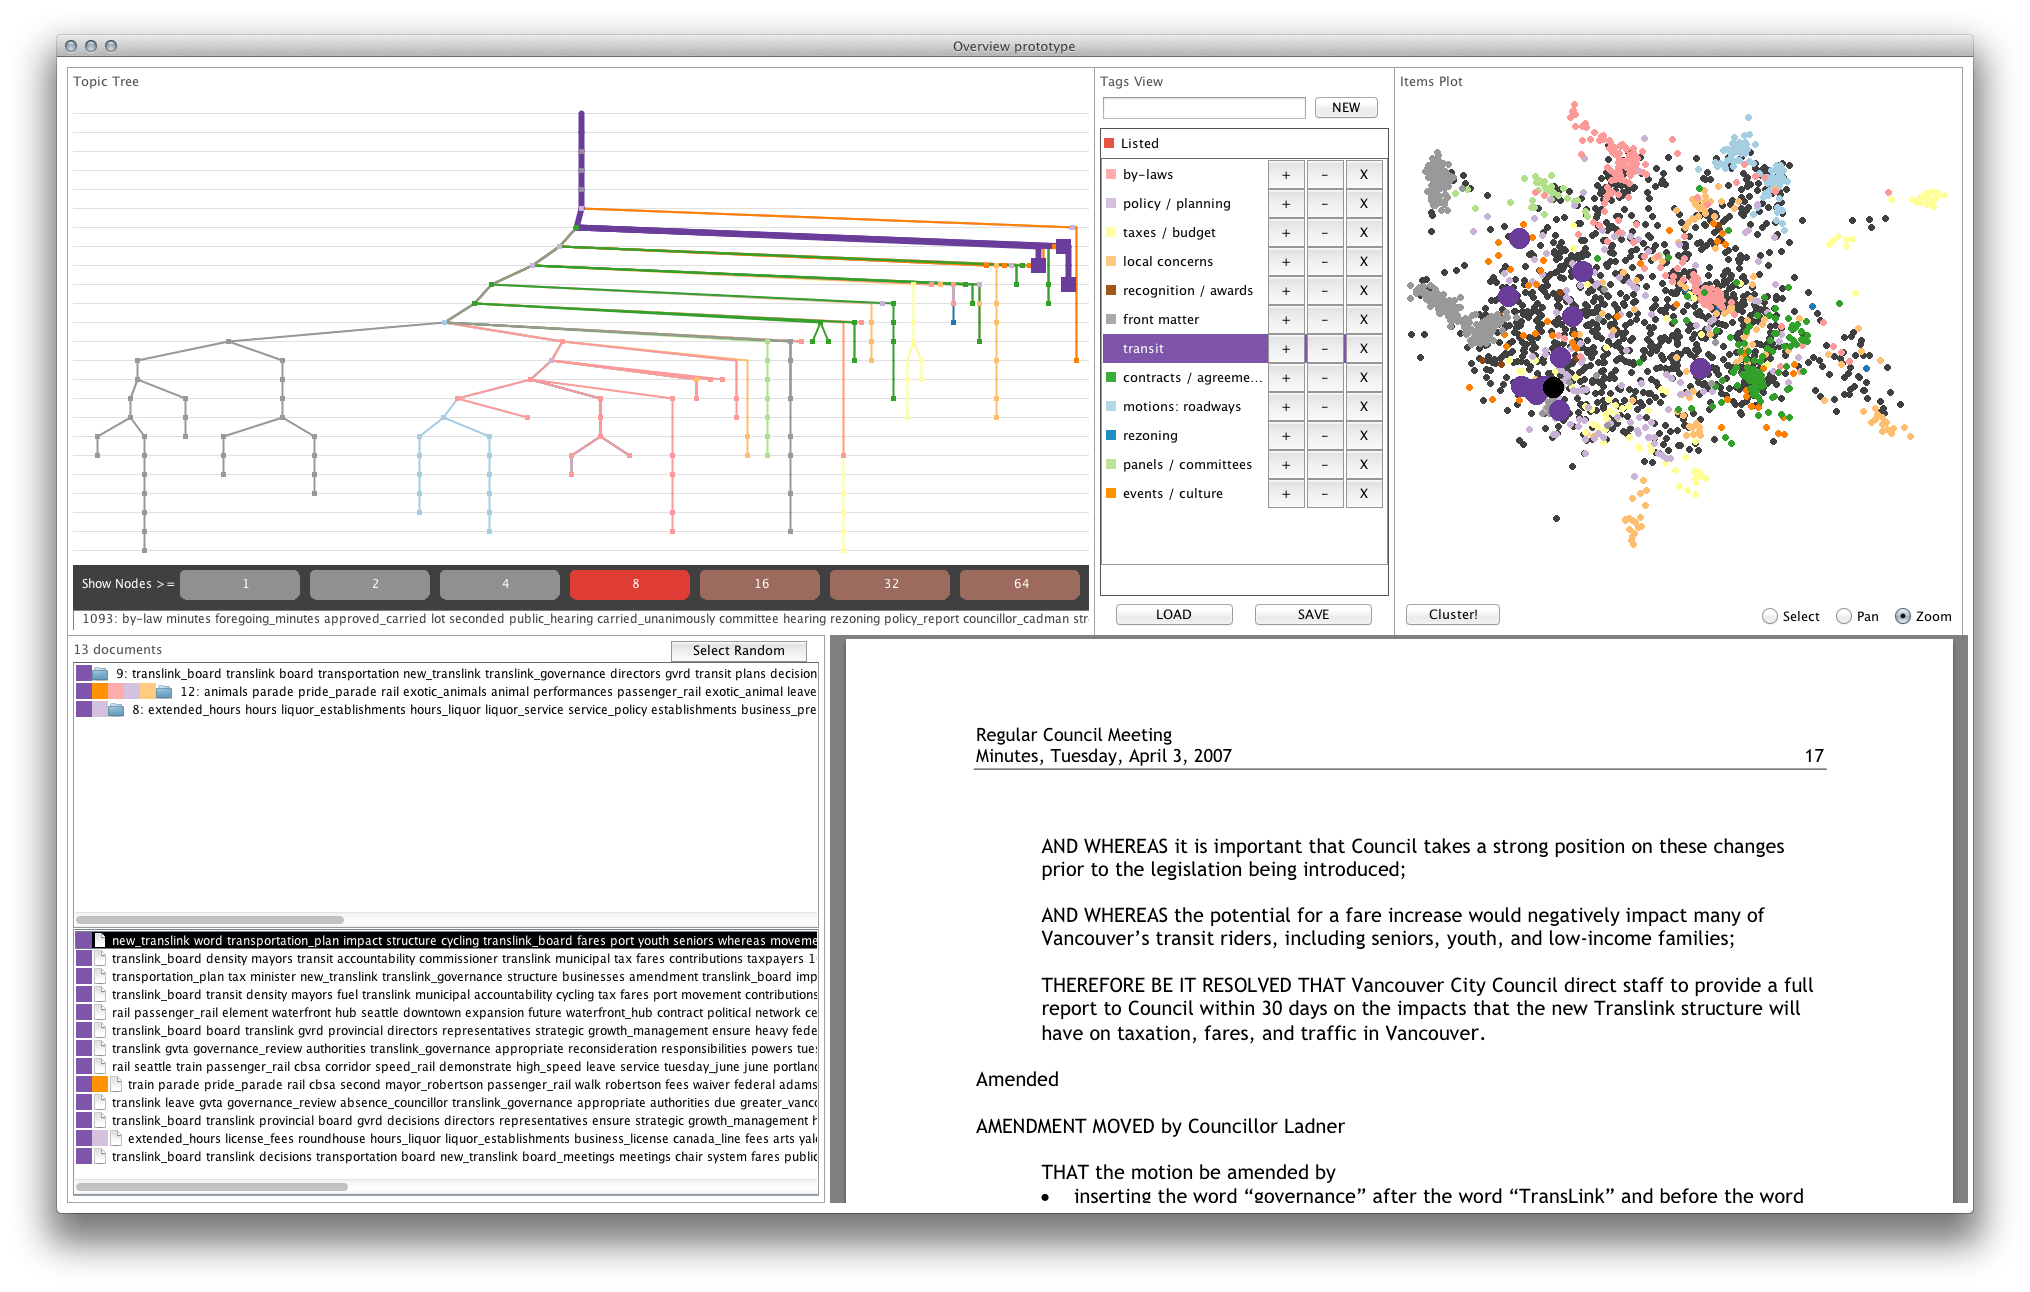 Overview prototype
Topic Tree
Show Nodes >= 1 2 4 8 16 32 64
1093: by-law minutes foregoing_minutes approved_carried lot seconded public_hearing carried_unanimously committee hearing rezoning policy_report councillor_cadman str
Tags View
NEW
Listed
by-laws + - X
policy / planning + - X
taxes / budget + - X
local concerns + - X
recognition / awards + - X
front matter + - X
transit + - X
contracts / agreeme... + - X
motions: roadways + - X
rezoning + - X
panels / committees + - X
events / culture + - X
LOAD SAVE
Items Plot
Cluster! Select Pan Zoom
13 documents Select Random
9: translink_board translink board transportation new_translink translink_governance directors gvrd transit plans decision
12: animals parade pride_parade rail exotic_animals animal performances passenger_rail exotic_animal leave
8: extended_hours hours liquor_establishments hours_liquor liquor_service service_policy establishments business_pre
new_translink word transportation_plan impact structure cycling translink_board fares port youth seniors whereas moveme
translink_board density mayors transit accountability commissioner translink municipal tax fares contributions taxpayers 1
transportation_plan tax minister new_translink translink_governance structure businesses amendment translink_board imp
translink_board transit density mayors fuel translink municipal accountability cycling tax fares port movement contributions
rail passenger_rail element waterfront hub seattle downtown expansion future waterfront_hub contract political network ce
translink_board board translink gvrd provincial directors representatives strategic growth_management ensure heavy fede
translink gvta governance_review authorities translink_governance appropriate reconsideration responsibilities powers tues
rail seattle train passenger_rail cbsa corridor speed_rail demonstrate high_speed leave service tuesday_june june portland
train parade pride_parade rail cbsa second mayor_robertson passenger_rail walk robertson fees waiver federal adams
translink leave gvta governance_review absence_councillor translink_governance appropriate authorities due greater_vanco
translink_board translink provincial board gvrd decisions directors representatives ensure strategic growth_management h
extended_hours license_fees roundhouse hours_liquor liquor_establishments business_license canada_line fees arts yale
translink_board translink decisions transportation board new_translink board_meetings meetings chair system fares public
Regular Council Meeting
Minutes, Tuesday, April 3, 2007 17
AND WHEREAS it is important that Council takes a strong position on these changes
prior to the legislation being introduced;
AND WHEREAS the potential for a fare increase would negatively impact many of
Vancouver's transit riders, including seniors, youth, and low-income families;
THEREFORE BE IT RESOLVED THAT Vancouver City Council direct staff to provide a full
report to Council within 30 days on the impacts that the new Translink structure will
have on taxation, fares, and traffic in Vancouver.
Amended
AMENDMENT MOVED by Councillor Ladner
THAT the motion be amended by
• inserting the word “governance” after the word “TransLink” and before the word